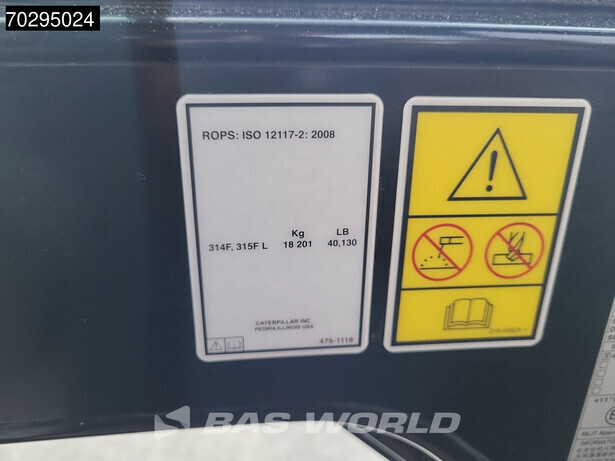 70295024
ROPS: ISO 12117-2: 2008
Kg LB
314F, 315F L 18 201 40,130
CATERPILLAR INC.
PEORIA ILLINOIS USA
475-1118
BAS WORLD